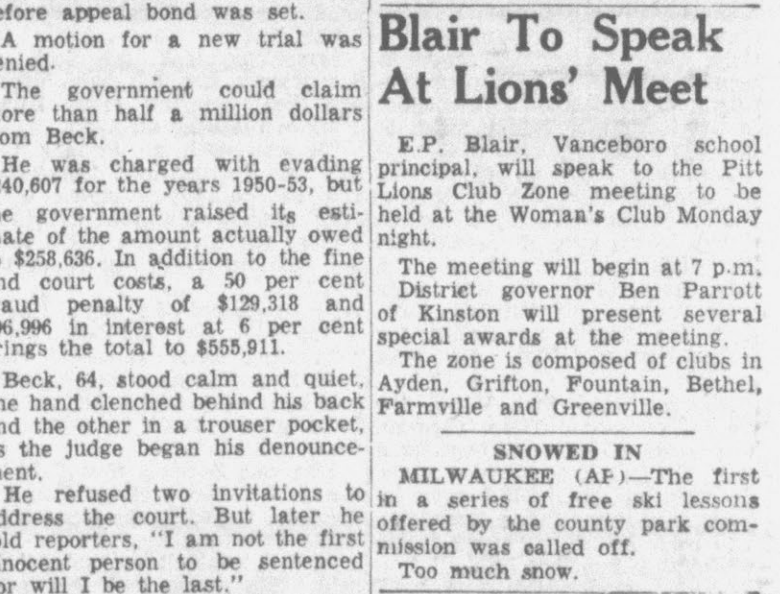 efore appeal bond was set.
A motion for a new trial was
enied.
The government could claim
ore than half a million dollars
om Beck.
He was charged with evading
40,607 for the years 1950-53, but
e government raised its esti-
ate of the amount actually owed
$258,636. In addition to the fine
nd court costs, a 50 per cent
aud penalty of $129,318 and
6,996 in interest at 6 per cent
rings the total to $555,911.
Beck, 64, stood calm and quiet,
ne hand clenched behind his back
nd the other in a trouser pocket,
s the judge began his denounce-
ent.
He refused two invitations to
ddress the court. But later he
ld reporters, "I am not the first
nnocent person to be sentenced
or will I be the last."
Blair To Speak
At Lions' Meet
E.P. Blair, Vanceboro school
principal, will speak to the Pitt
Lions Club Zone meeting to be
held at the Woman's Club Monday
night.
The meeting will begin at 7 p.m.
District governor Ben Parrott
of Kinston will present several
special awards at the meeting.
The zone is composed of clubs in
Ayden, Grifton, Fountain, Bethel,
Farmville and Greenville.
SNOWED IN
MILWAUKEE (AP)—The first
in a series of free ski lessons
offered by the county park com-
mission was called off.
Too much snow.